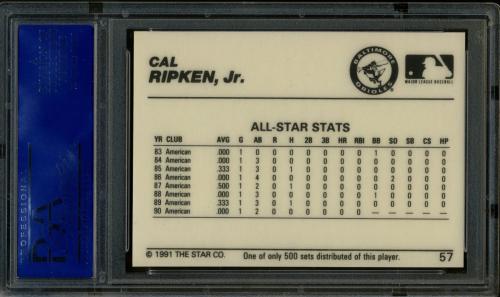 CAL
RIPKEN, Jr.
BALTIMORE
ORIOLES
MAJOR LEAGUE BASEBALL
ALL-STAR STATS
YR CLUB AVG G AB R H 2B 3B HR RBI BB SO SB CS HP
83 American .000 1 0 0 0 0 0 0 0 1 0 0 0 0
84 American .000 1 3 0 0 0 0 0 0 0 0 0 0 0
85 American .333 1 3 0 1 0 0 0 0 0 0 0 0 0
86 American .000 1 4 0 0 0 0 0 0 0 2 0 0 0
87 American .500 1 2 0 1 0 0 0 0 0 0 0 0 0
88 American .000 1 3 0 0 0 0 0 0 1 0 0 0 0
89 American .333 1 3 0 1 0 0 0 0 0 0 0 0 0
90 American .000 1 2 0 0 0 0 0 0 — — — — —
© 1991 THE STAR CO. One of only 500 sets distributed of this player. 57
PROFESSIONAL
PSA